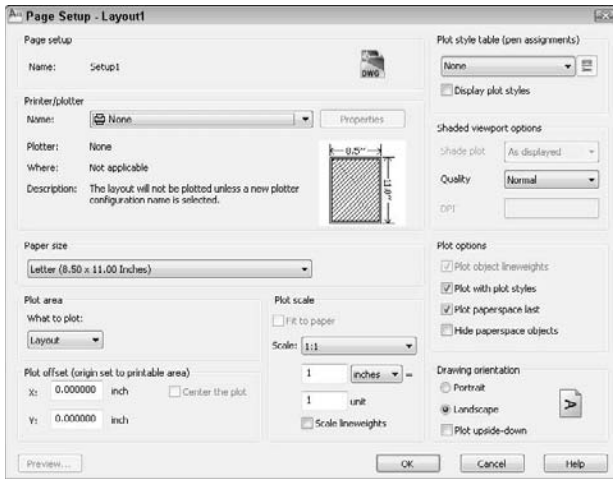 Page Setup - Layout1
Page setup
Name: Setup1
DWG
Printer/plotter
Name: None
Properties
Plotter: None
Where: Not applicable
Description: The layout will not be plotted unless a new plotter
configuration name is selected.
8.5''
11.0''
Paper size
Letter (8.50 x 11.00 Inches)
Plot area
What to plot:
Layout
Plot offset (origin set to printable area)
X: 0.000000 inch
Center the plot
Y: 0.000000 inch
Plot scale
Fit to paper
Scale: 1:1
1 inches =
1 unit
Scale lineweights
Plot style table (pen assignments)
None
Display plot styles
Shaded viewport options
Shade plot As displayed
Quality Normal
DPI
Plot options
Plot object lineweights
Plot with plot styles
Plot paperspace last
Hide paperspace objects
Drawing orientation
Portrait
Landscape
A
Plot upside-down
Preview...
OK
Cancel
Help